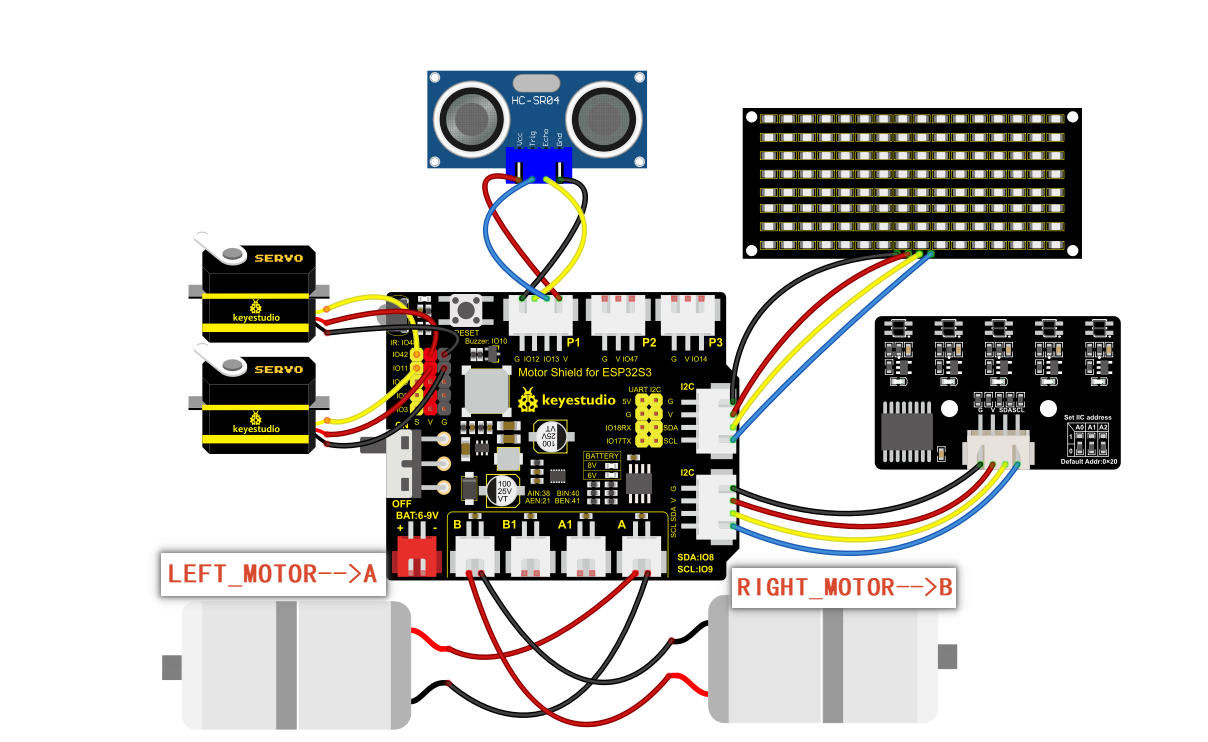 HC-SR04
Vcc
Trig
Echo
Gnd
SERVO
keyestudio
SERVO
keyestudio
RESET
Buzzer: IO10
P1
P2
P3
G IO12 IO13 V
G V IO47
G V IO14
IO42
IO11
S V G
Motor Shield for ESP32S3
keyestudio
UART I2C
5V G
G V
IO18RX SDA
IO17TX SCL
I2C
G
V
SDA
SCL
I2C
G
V
SDA
SCL
100
25V
VT
100
25V
VT
BATTERY
8V
6V
AIN:38 BIN:40
AEN:21 BEN:41
OFF
BAT:6-9V
+ -
B B1 A1 A
SDA:IO8
SCL:IO9
G V SDA SCL
Set IIC address
A0 A1 A2
1
0
Default Addr:0×20
LEFT_MOTOR-->A
RIGHT_MOTOR-->B